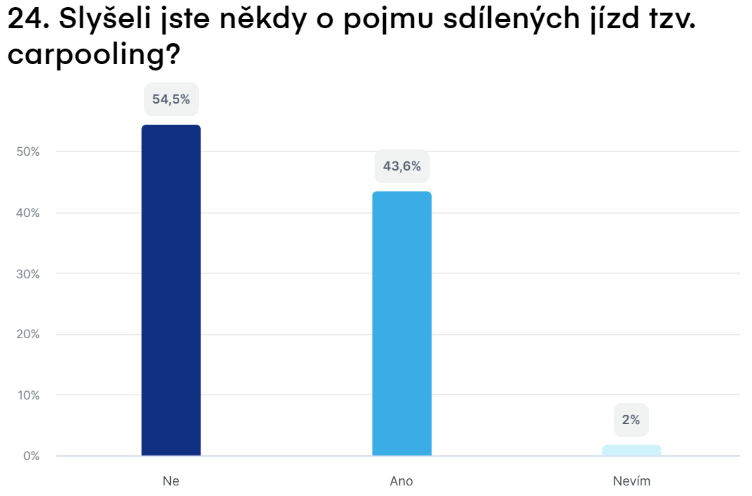 24. Slyšeli jste někdy o pojmu sdílených jízd tzv.
carpooling?
54,5%
43,6%
2%
50%
40%
30%
20%
10%
0%
Ne
Ano
Nevím